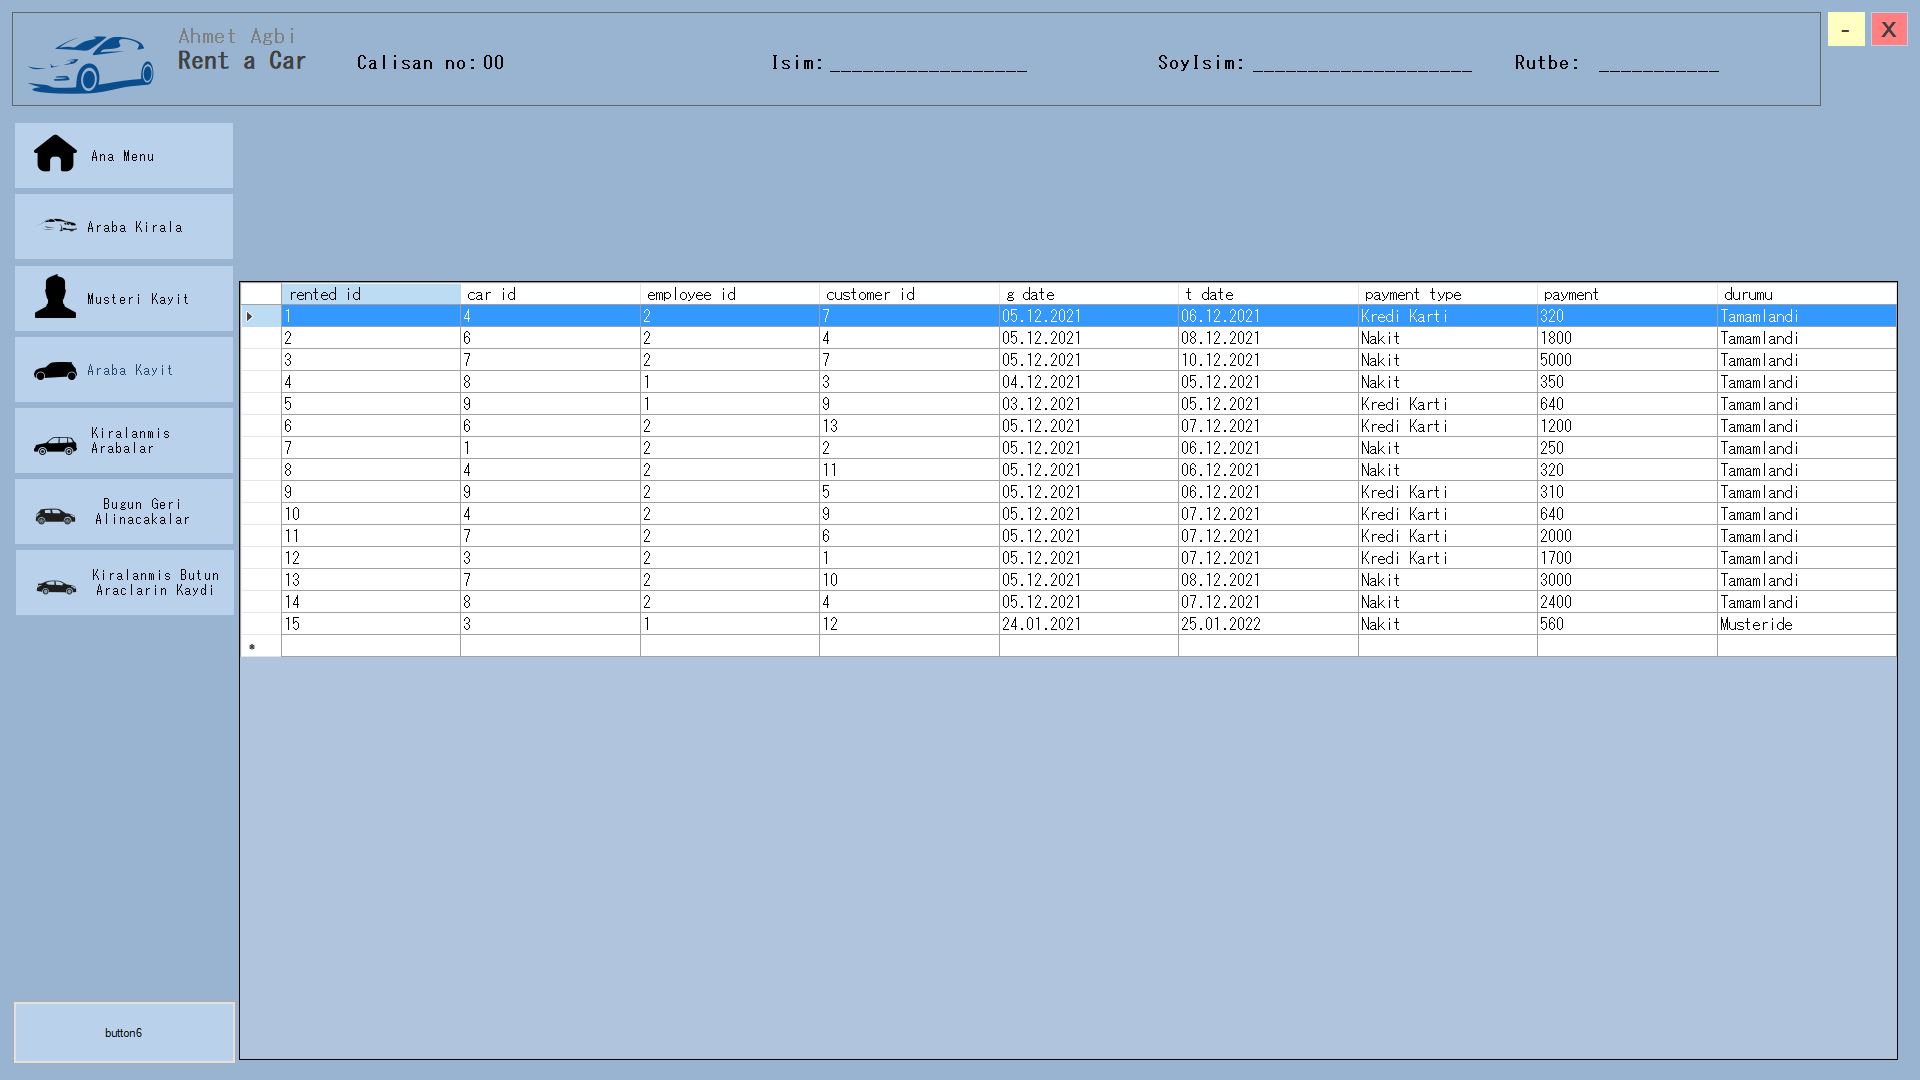 Ahmet Agbi
Rent a Car
Calisan no: 00
Isim: __________________
SoyIsim: ____________________
Rutbe: ___________
-
X
Ana Menu
Araba Kirala
Musteri Kayit
Araba Kayit
Kiralanmis
Arabalar
Bugun Geri
Alinacakalar
Kiralanmis Butun
Araclarin Kaydi
button6
rented id car id employee id customer id g date t date payment type payment durumu
1 4 2 7 05.12.2021 06.12.2021 Kredi Karti 320 Tamamlandi
2 6 2 4 05.12.2021 08.12.2021 Nakit 1800 Tamamlandi
3 7 2 7 05.12.2021 10.12.2021 Nakit 5000 Tamamlandi
4 8 1 3 04.12.2021 05.12.2021 Nakit 350 Tamamlandi
5 9 1 9 03.12.2021 05.12.2021 Kredi Karti 640 Tamamlandi
6 6 2 13 05.12.2021 07.12.2021 Kredi Karti 1200 Tamamlandi
7 1 2 2 05.12.2021 06.12.2021 Nakit 250 Tamamlandi
8 4 2 11 05.12.2021 06.12.2021 Nakit 320 Tamamlandi
9 9 2 5 05.12.2021 06.12.2021 Kredi Karti 310 Tamamlandi
10 4 2 9 05.12.2021 07.12.2021 Kredi Karti 640 Tamamlandi
11 7 2 6 05.12.2021 07.12.2021 Kredi Karti 2000 Tamamlandi
12 3 2 1 05.12.2021 07.12.2021 Kredi Karti 1700 Tamamlandi
13 7 2 10 05.12.2021 08.12.2021 Nakit 3000 Tamamlandi
14 8 2 4 05.12.2021 07.12.2021 Nakit 2400 Tamamlandi
15 3 1 12 24.01.2021 25.01.2022 Nakit 560 Musteride
*